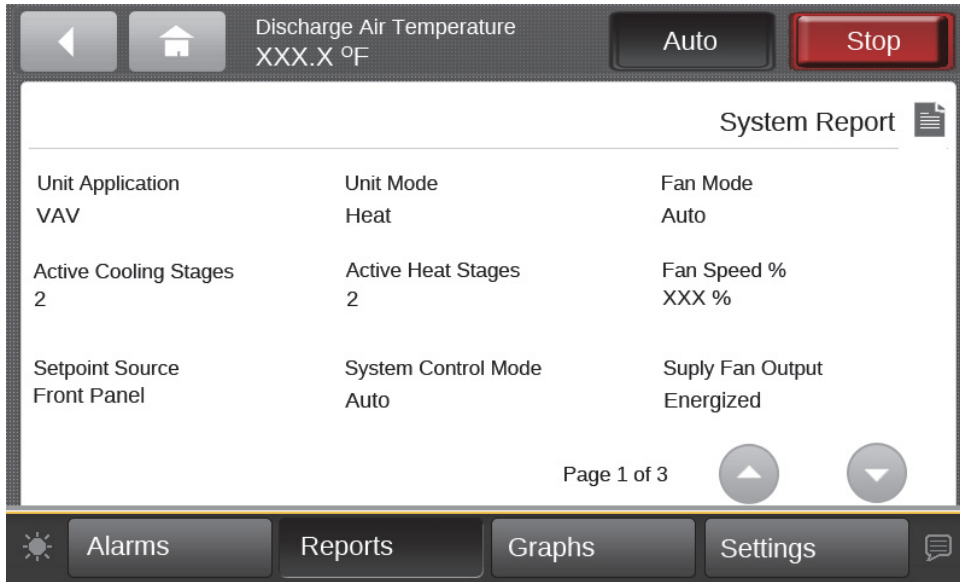 Discharge Air Temperature
XXX.X °F
Auto
Stop
System Report
Unit Application
VAV
Unit Mode
Heat
Fan Mode
Auto
Active Cooling Stages
2
Active Heat Stages
2
Fan Speed %
XXX %
Setpoint Source
Front Panel
System Control Mode
Auto
Suply Fan Output
Energized
Page 1 of 3
Alarms
Reports
Graphs
Settings